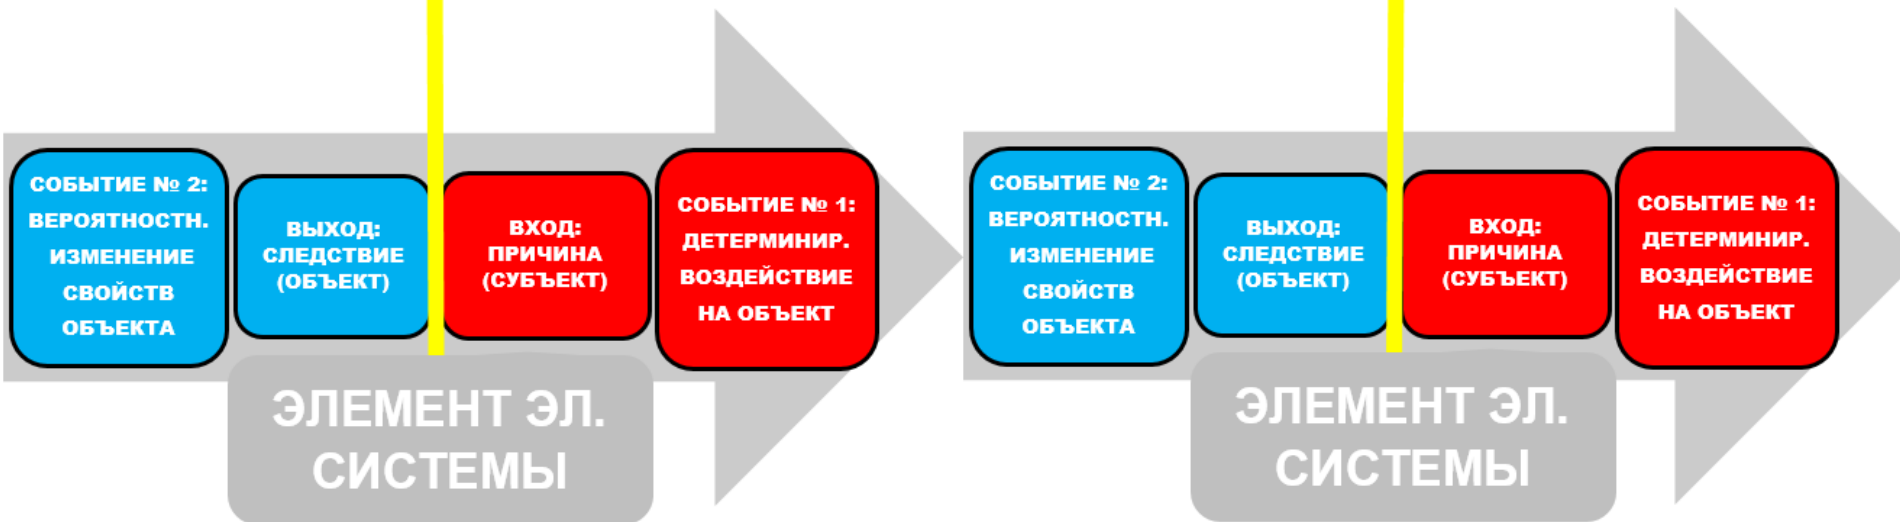 СОБЫТИЕ № 2:
ВЕРОЯТНОСТН.
ИЗМЕНЕНИЕ
СВОЙСТВ
ОБЪЕКТА
ВЫХОД:
СЛЕДСТВИЕ
(ОБЪЕКТ)
ВХОД:
ПРИЧИНА
(СУБЪЕКТ)
СОБЫТИЕ № 1:
ДЕТЕРМИНИР.
ВОЗДЕЙСТВИЕ
НА ОБЪЕКТ
ЭЛЕМЕНТ ЭЛ.
СИСТЕМЫ
СОБЫТИЕ № 2:
ВЕРОЯТНОСТН.
ИЗМЕНЕНИЕ
СВОЙСТВ
ОБЪЕКТА
ВЫХОД:
СЛЕДСТВИЕ
(ОБЪЕКТ)
ВХОД:
ПРИЧИНА
(СУБЪЕКТ)
СОБЫТИЕ № 1:
ДЕТЕРМИНИР.
ВОЗДЕЙСТВИЕ
НА ОБЪЕКТ
ЭЛЕМЕНТ ЭЛ.
СИСТЕМЫ